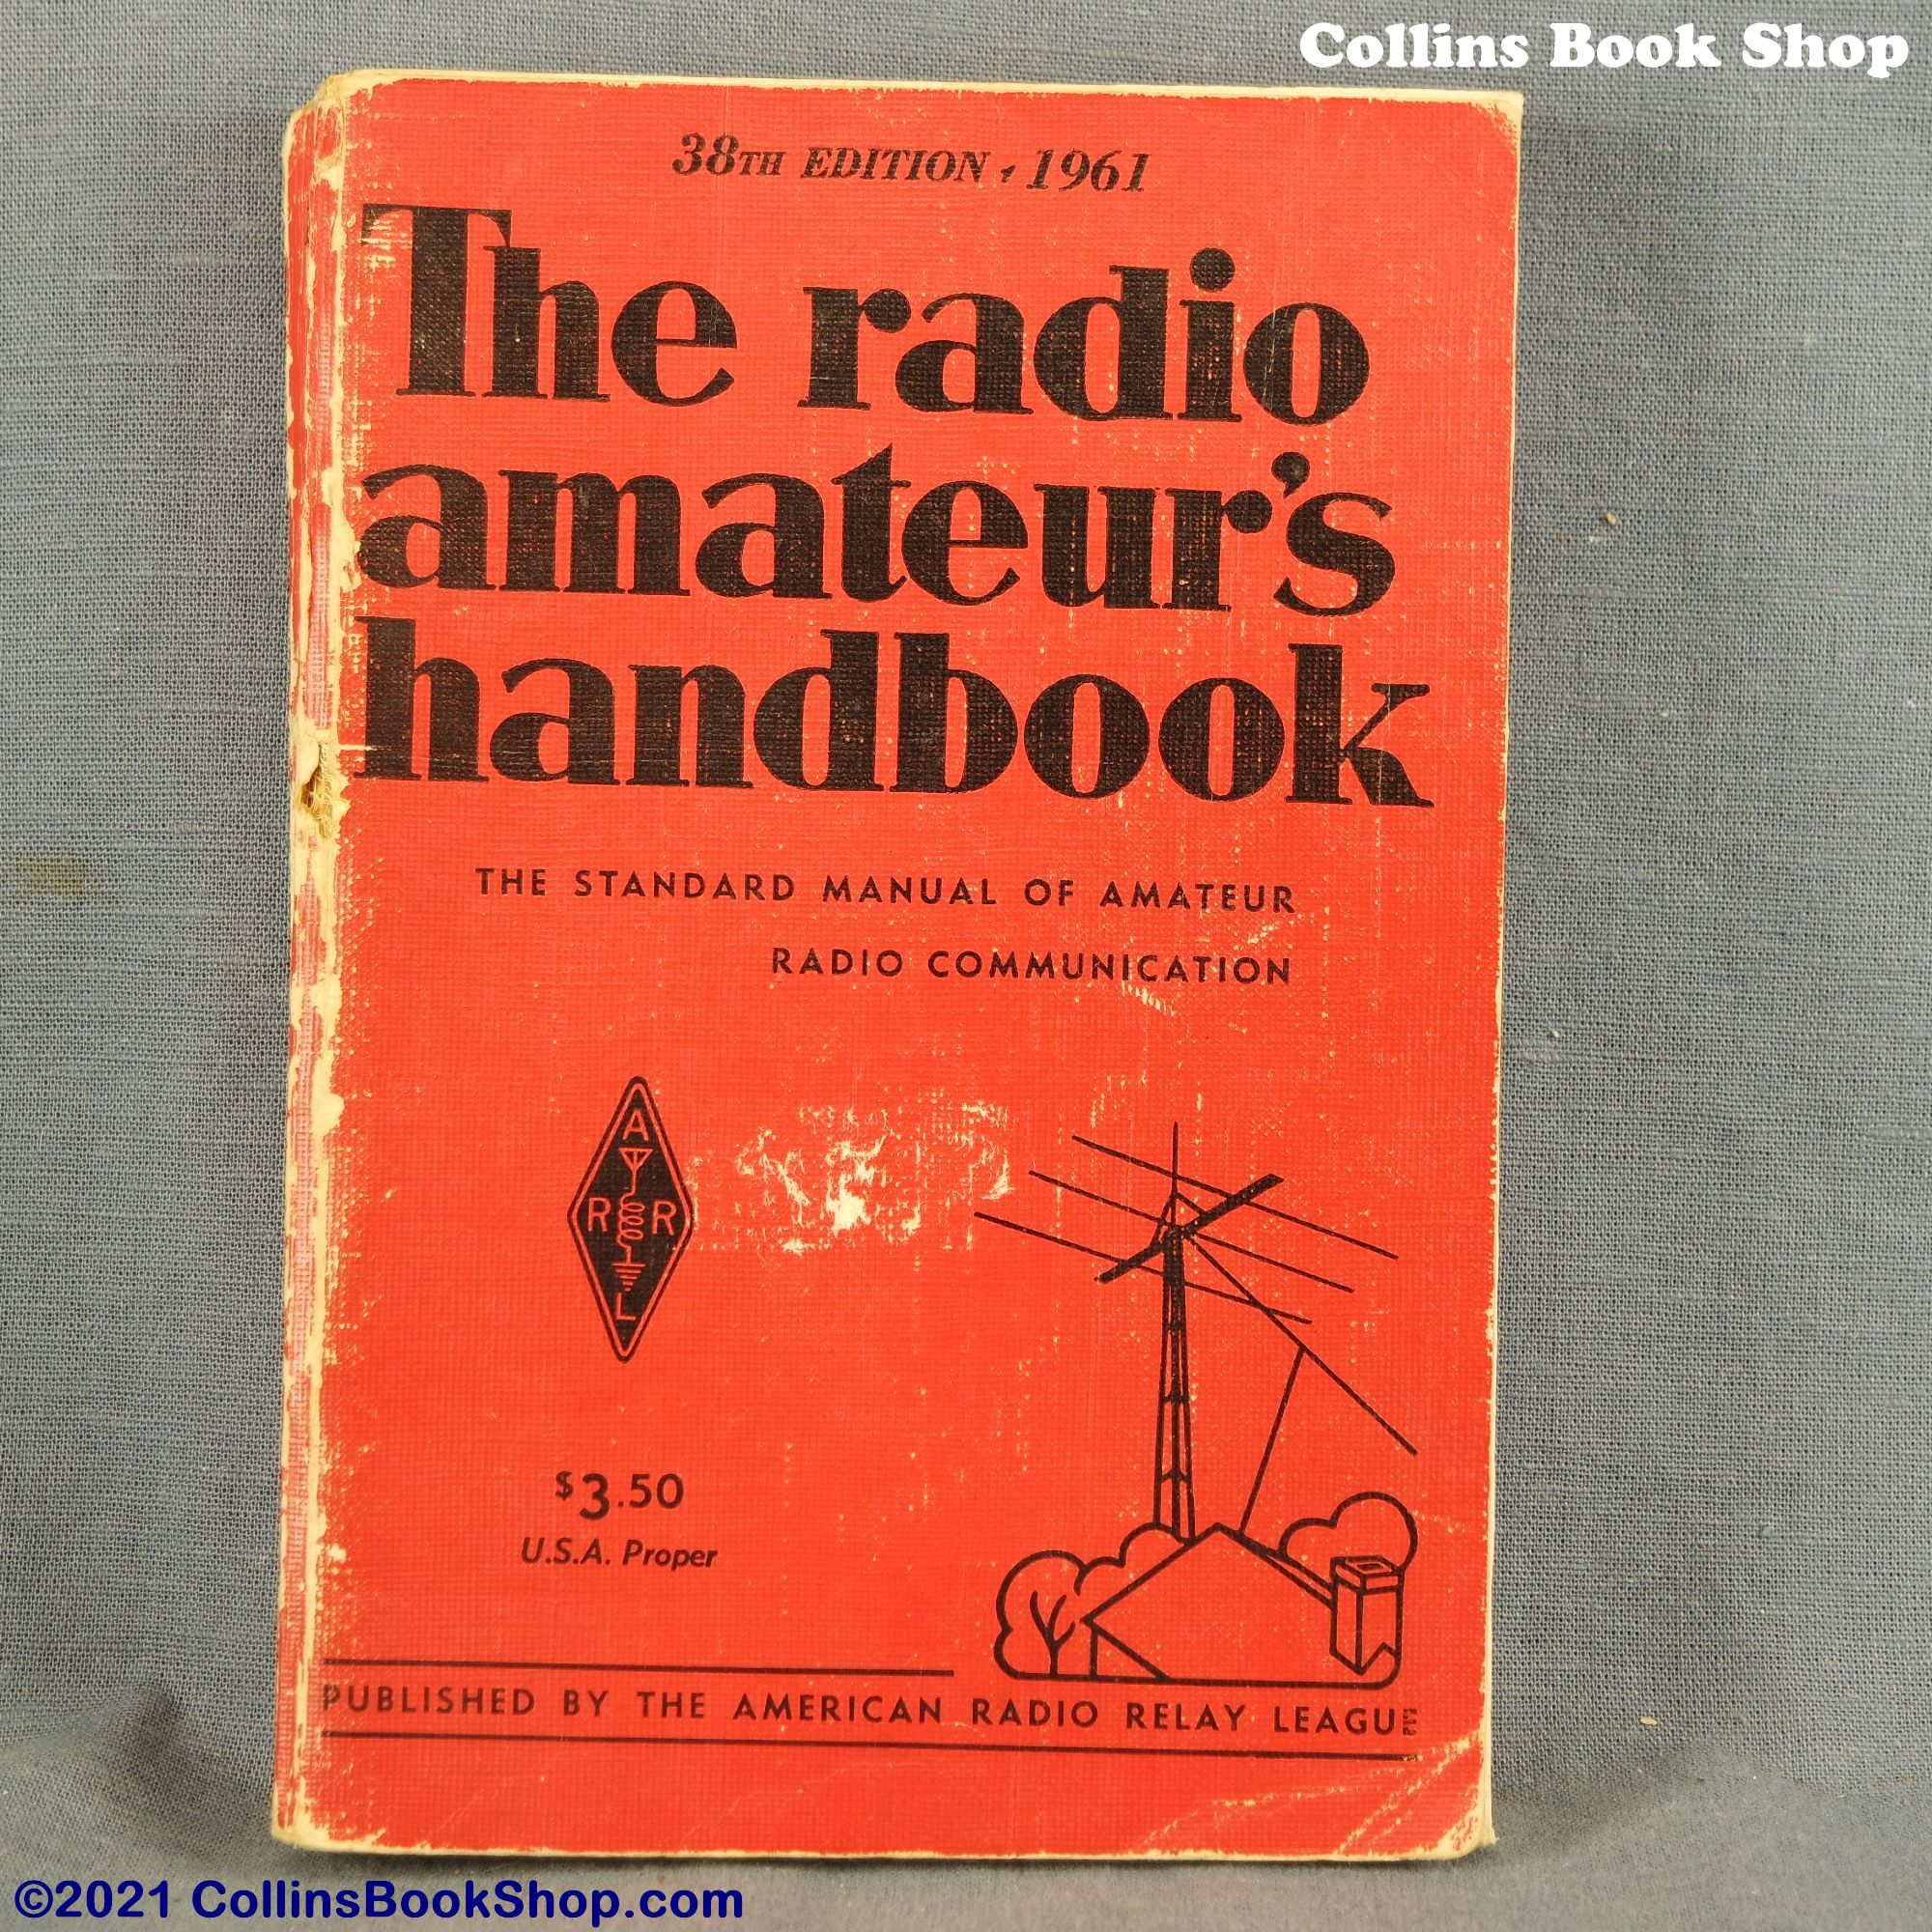 Collins Book Shop
38TH EDITION • 1961
The radio
amateur's
handbook
THE STANDARD MANUAL OF AMATEUR
RADIO COMMUNICATION
A
R R
L
$3.50
U.S.A. Proper
PUBLISHED BY THE AMERICAN RADIO RELAY LEAGUE
©2021 CollinsBookShop.com